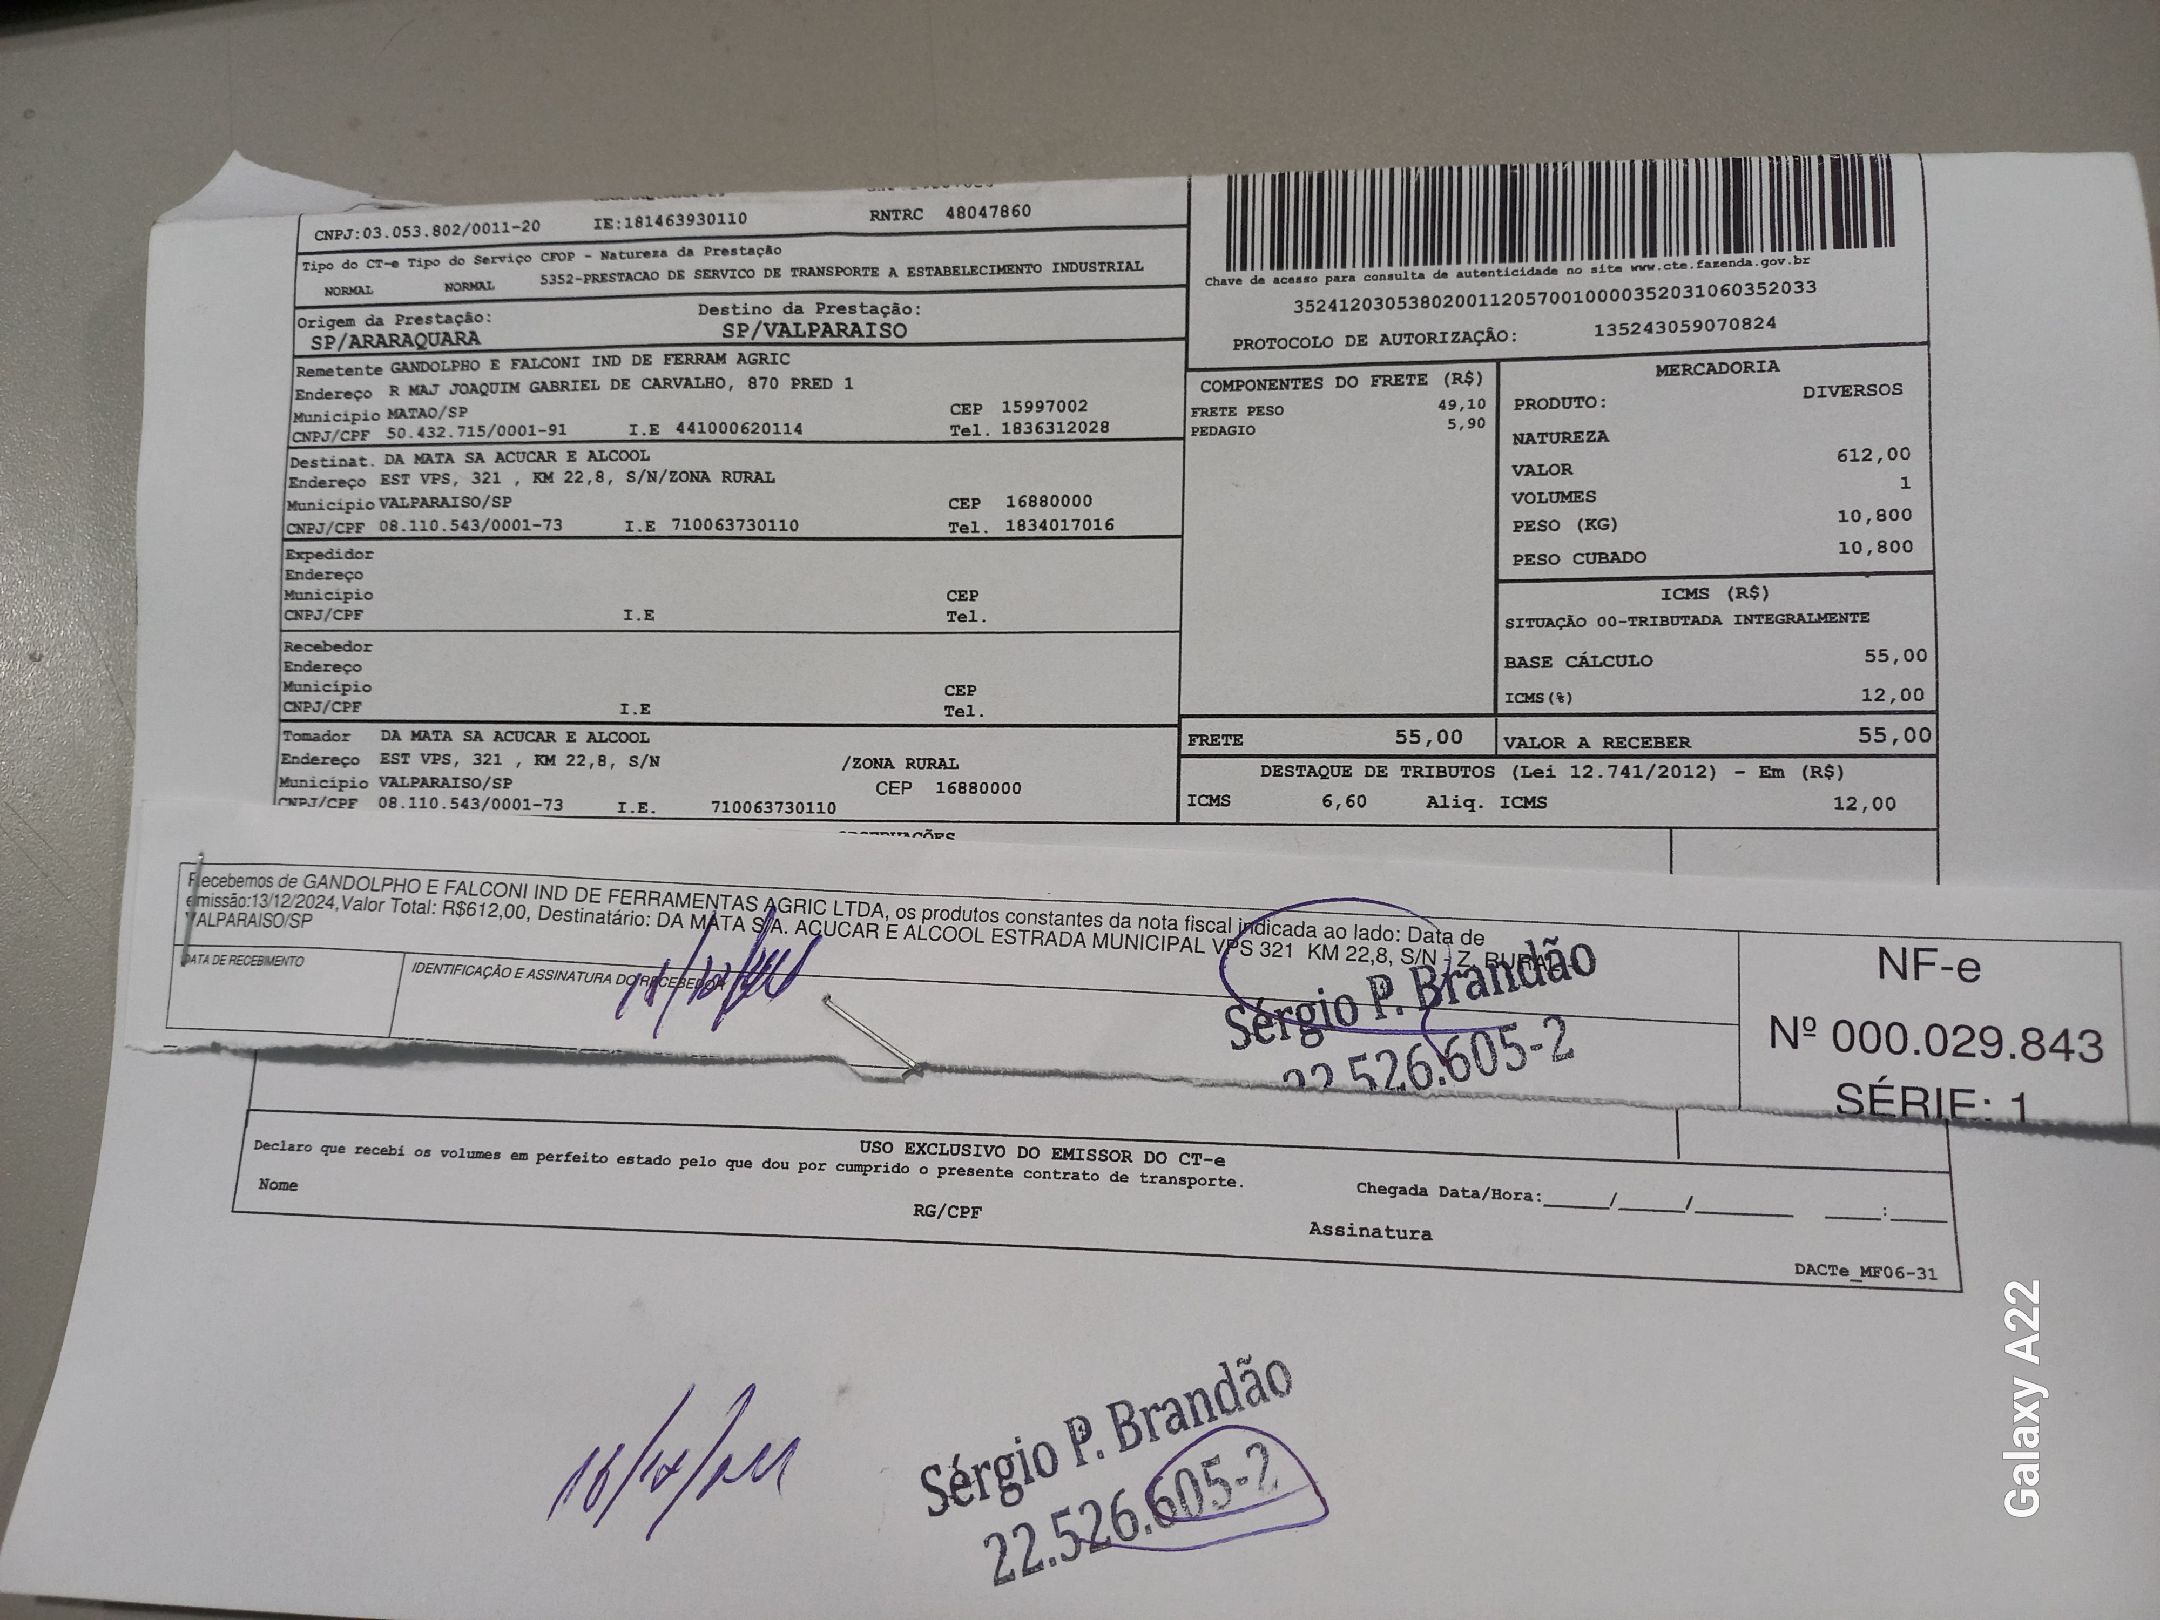 CNPJ:03.053.802/0011-20 IE:181463930110 RNTRC 48047860
Tipo do CT-e Tipo do Serviço CFOP - Natureza da Prestação
NORMAL NORMAL 5352-PRESTACAO DE SERVICO DE TRANSPORTE A ESTABELECIMENTO INDUSTRIAL
Origem da Prestação: Destino da Prestação:
SP/ARARAQUARA SP/VALPARAISO
Remetente GANDOLPHO E FALCONI IND DE FERRAM AGRIC
Endereço R MAJ JOAQUIM GABRIEL DE CARVALHO, 870 PRED 1
Município MATAO/SP CEP 15997002
CNPJ/CPF 50.432.715/0001-91 I.E 441000620114 Tel. 1836312028
Destinat. DA MATA SA ACUCAR E ALCOOL
Endereço EST VPS, 321 , KM 22,8, S/N/ZONA RURAL
Município VALPARAISO/SP CEP 16880000
CNPJ/CPF 08.110.543/0001-73 I.E 710063730110 Tel. 1834017016
Expedidor
Endereço
Município CEP
CNPJ/CPF I.E Tel.
Recebedor
Endereço
Município CEP
CNPJ/CPF I.E Tel.
Tomador DA MATA SA ACUCAR E ALCOOL
Endereço EST VPS, 321 , KM 22,8, S/N /ZONA RURAL
Município VALPARAISO/SP CEP 16880000
CNPJ/CPF 08.110.543/0001-73 I.E. 710063730110
Chave de acesso para consulta de autenticidade no site www.cte.fazenda.gov.br
35241203053802001120570010000352031060352033
PROTOCOLO DE AUTORIZAÇÃO: 135243059070824
COMPONENTES DO FRETE (R$)
FRETE PESO 49,10
PEDAGIO 5,90
MERCADORIA
PRODUTO: DIVERSOS
NATUREZA
VALOR 612,00
VOLUMES 1
PESO (KG) 10,800
PESO CUBADO 10,800
ICMS (R$)
SITUAÇÃO 00-TRIBUTADA INTEGRALMENTE
BASE CÁLCULO 55,00
ICMS(%) 12,00
FRETE 55,00 VALOR A RECEBER 55,00
DESTAQUE DE TRIBUTOS (Lei 12.741/2012) - Em (R$)
ICMS 6,60 Aliq. ICMS 12,00
Recebemos de GANDOLPHO E FALCONI IND DE FERRAMENTAS AGRIC LTDA, os produtos constantes da nota fiscal indicada ao lado: Data de
emissão:13/12/2024,Valor Total: R$612,00, Destinatário: DA MATA S/A. AÇUCAR E ALCOOL ESTRADA MUNICIPAL VPS 321 KM 22,8, S/N - Z. RURAL
VALPARAISO/SP
DATA DE RECEBIMENTO IDENTIFICAÇÃO E ASSINATURA DO RECEBEDOR
Sérgio P. Brandão
22.526.605-2
NF-e
Nº 000.029.843
SÉRIE: 1
USO EXCLUSIVO DO EMISSOR DO CT-e
Declaro que recebi os volumes em perfeito estado pelo que dou por cumprido o presente contrato de transporte.
Nome RG/CPF Assinatura Chegada Data/Hora:_____/_____/_______ ____:____
DACTe_MF06-31
Sérgio P. Brandão
22.526.605-2
Galaxy A22